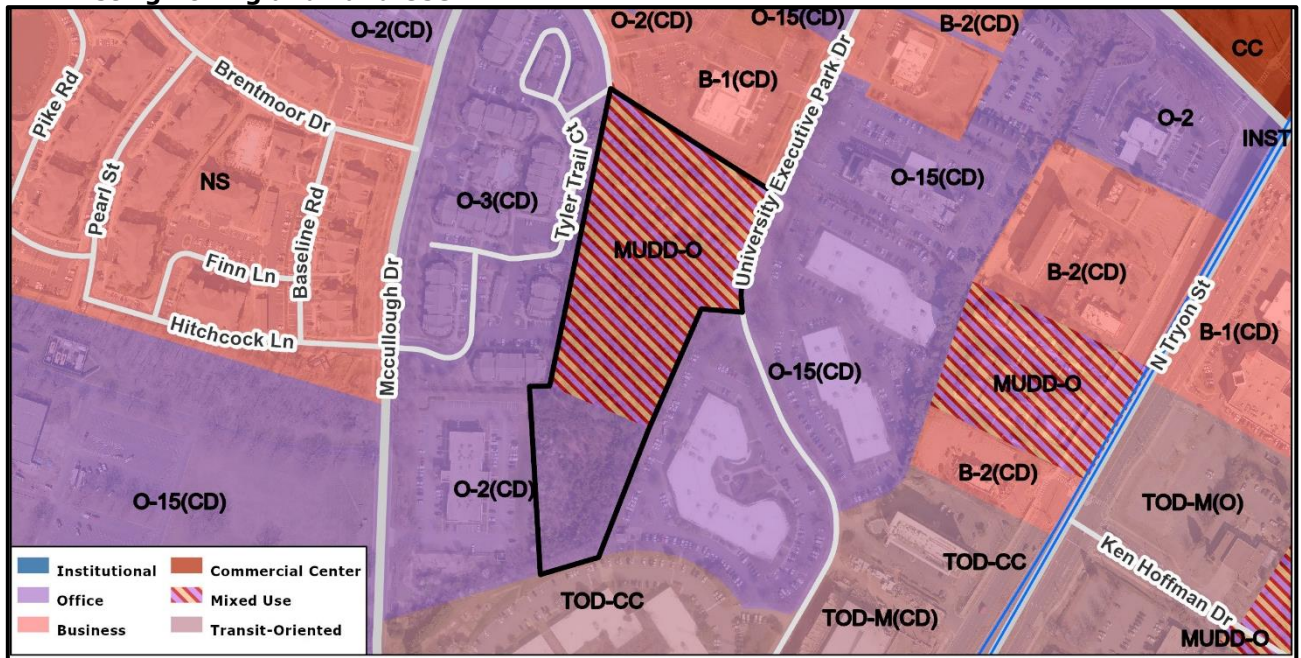 O-2(CD)
O-2(CD)
O-15(CD)
B-2(CD)
CC
Pike Rd
Brentmoor Dr
B-1(CD)
University Executive Park Dr
O-2
INST
Pearl St
NS
Baseline Rd
O-3(CD)
Tyler Trail Ct
O-15(CD)
MUDD-O
B-2(CD)
N Tryon St
B-1(CD)
Finn Ln
Hitchcock Ln
Mccullough Dr
O-15(CD)
MUDD-O
O-15(CD)
O-2(CD)
B-2(CD)
TOD-M(O)
Ken Hoffman Dr
TOD-CC
TOD-CC
TOD-M(CD)
MUDD-O
Institutional
Commercial Center
Office
Mixed Use
Business
Transit-Oriented